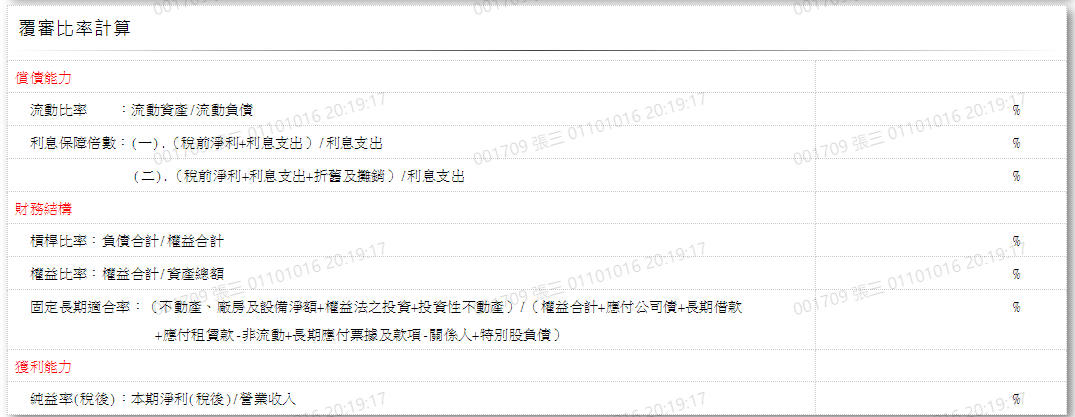 覆審比率計算
償債能力
流動比率　　：流動資產/流動負債 %
利息保障倍數：(一).（稅前淨利+利息支出）/利息支出 %
(二).（稅前淨利+利息支出+折舊及攤銷）/利息支出 %
財務結構
槓桿比率：負債合計/權益合計 %
權益比率：權益合計/資產總額 %
固定長期適合率：（不動產、廠房及設備淨額+權益法之投資+投資性不動產）/（權益合計+應付公司債+長期借款 %
+應付租賃款-非流動+長期應付票據及款項-關係人+特別股負債）
獲利能力
純益率(稅後)：本期淨利(稅後)/營業收入 %
001709 張三 01101016 20:19:17